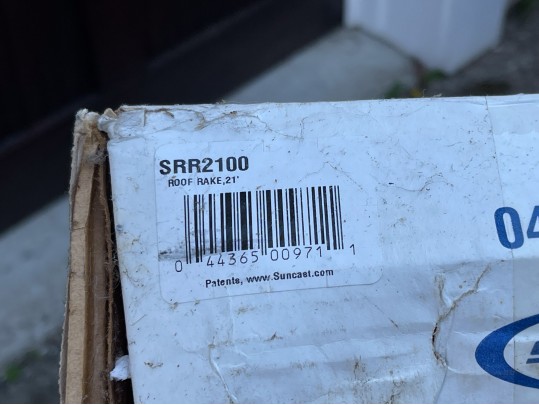 SRR2100
ROOF RAKE,21'
0 44365 00971 1
Patents, www.Suncast.com
04